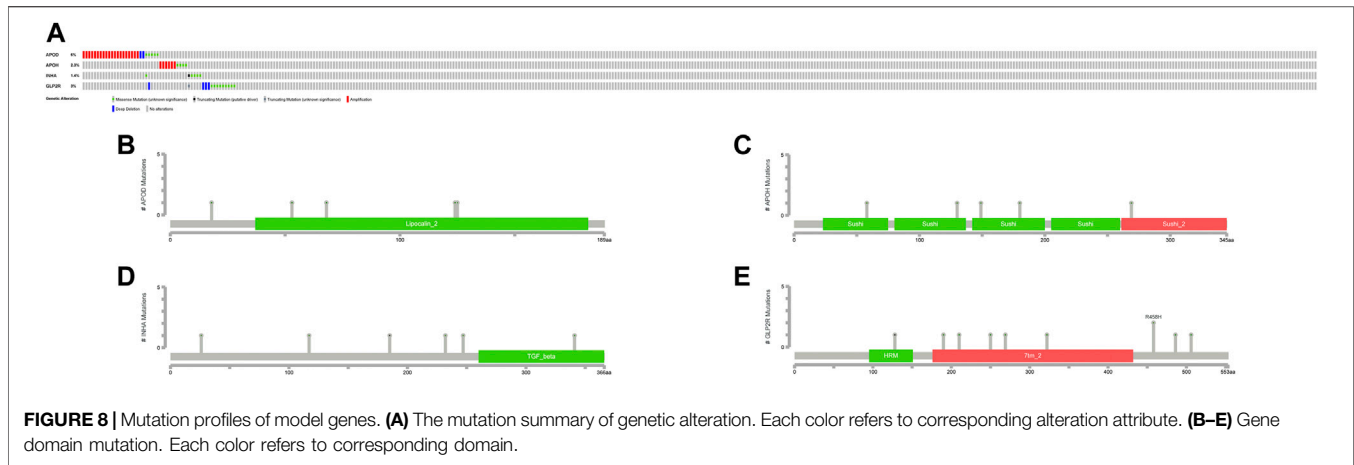 A
APOD 6%
APOH 2.3%
INHA 1.4%
GLP2R 3%
Genetic Alteration
Missense Mutation (unknown significance) Truncating Mutation (putative driver) Truncating Mutation (unknown significance) Amplification
Deep Deletion No alterations
B
# APOD Mutations
5
0
Lipocalin_2
0 100 189aa
C
# APOH Mutations
5
0
Sushi Sushi Sushi Sushi Sushi_2
0 100 200 300 345aa
D
# INHA Mutations
5
0
TGF_beta
0 100 200 300 366aa
E
# GLP2R Mutations
5
0
R458H
HRM 7tm_2
0 100 200 300 400 500 553aa
FIGURE 8 | Mutation profiles of model genes. (A) The mutation summary of genetic alteration. Each color refers to corresponding alteration attribute. (B–E) Gene
domain mutation. Each color refers to corresponding domain.